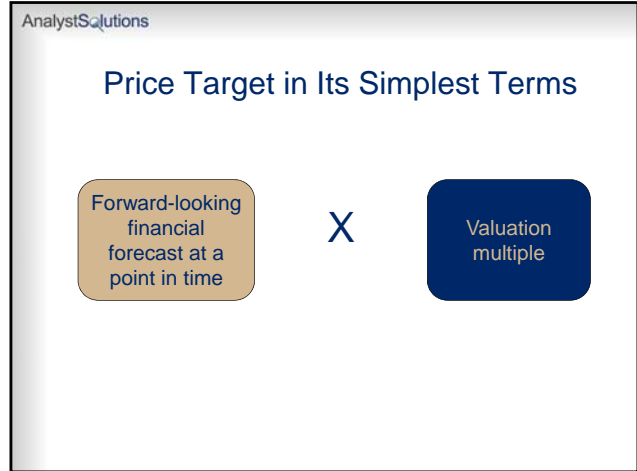 AnalystSolutions
Price Target in Its Simplest Terms
Forward-looking
financial
forecast at a
point in time
X
Valuation
multiple